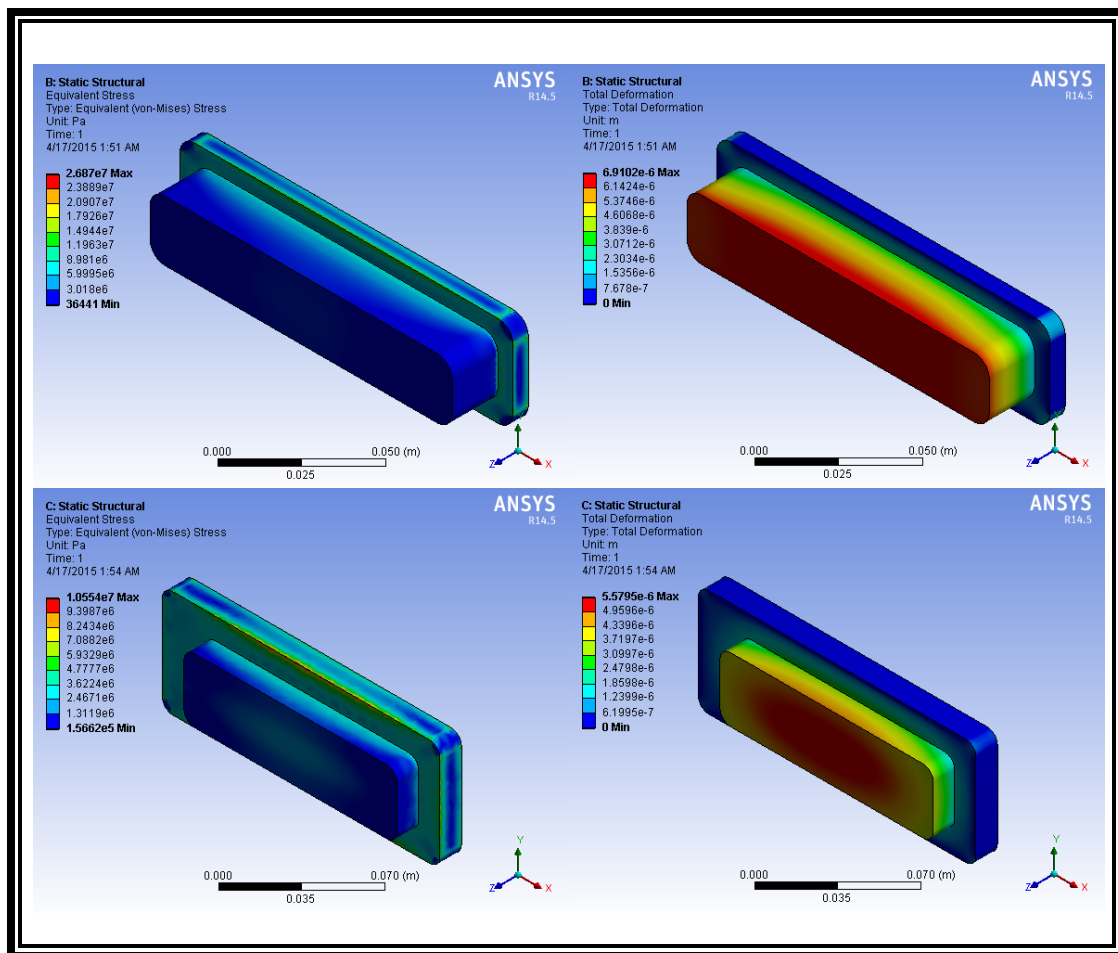 B: Static Structural
Equivalent Stress
Type: Equivalent (von-Mises) Stress
Unit: Pa
Time: 1
4/17/2015 1:51 AM
ANSYS
R14.5
2.687e7 Max
2.3889e7
2.0907e7
1.7926e7
1.4944e7
1.1963e7
8.981e6
5.9995e6
3.018e6
36441 Min
0.000
0.050 (m)
0.025
Y
Z
X
B: Static Structural
Total Deformation
Type: Total Deformation
Unit: m
Time: 1
4/17/2015 1:51 AM
ANSYS
R14.5
6.9102e-6 Max
6.1424e-6
5.3746e-6
4.6068e-6
3.839e-6
3.0712e-6
2.3034e-6
1.5356e-6
7.678e-7
0 Min
0.000
0.050 (m)
0.025
Y
Z
X
C: Static Structural
Equivalent Stress
Type: Equivalent (von-Mises) Stress
Unit: Pa
Time: 1
4/17/2015 1:54 AM
ANSYS
R14.5
1.0554e7 Max
9.3987e6
8.2434e6
7.0882e6
5.9329e6
4.7777e6
3.6224e6
2.4671e6
1.3119e6
1.5662e5 Min
0.000
0.070 (m)
0.035
Y
Z
X
C: Static Structural
Total Deformation
Type: Total Deformation
Unit: m
Time: 1
4/17/2015 1:54 AM
ANSYS
R14.5
5.5795e-6 Max
4.9596e-6
4.3396e-6
3.7197e-6
3.0997e-6
2.4798e-6
1.8598e-6
1.2399e-6
6.1995e-7
0 Min
0.000
0.070 (m)
0.035
Y
Z
X